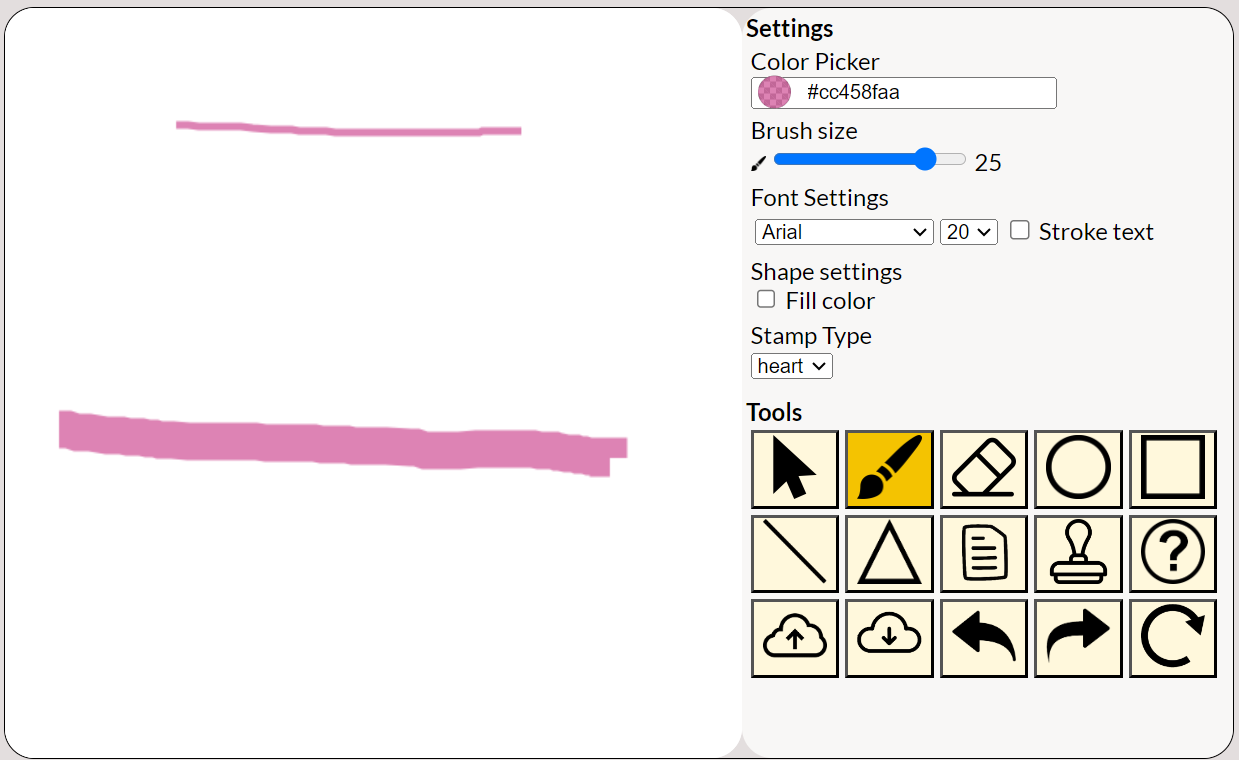 Settings
Color Picker
#cc458faa
Brush size
25
Font Settings
Arial 20 Stroke text
Shape settings
Fill color
Stamp Type
heart
Tools
?